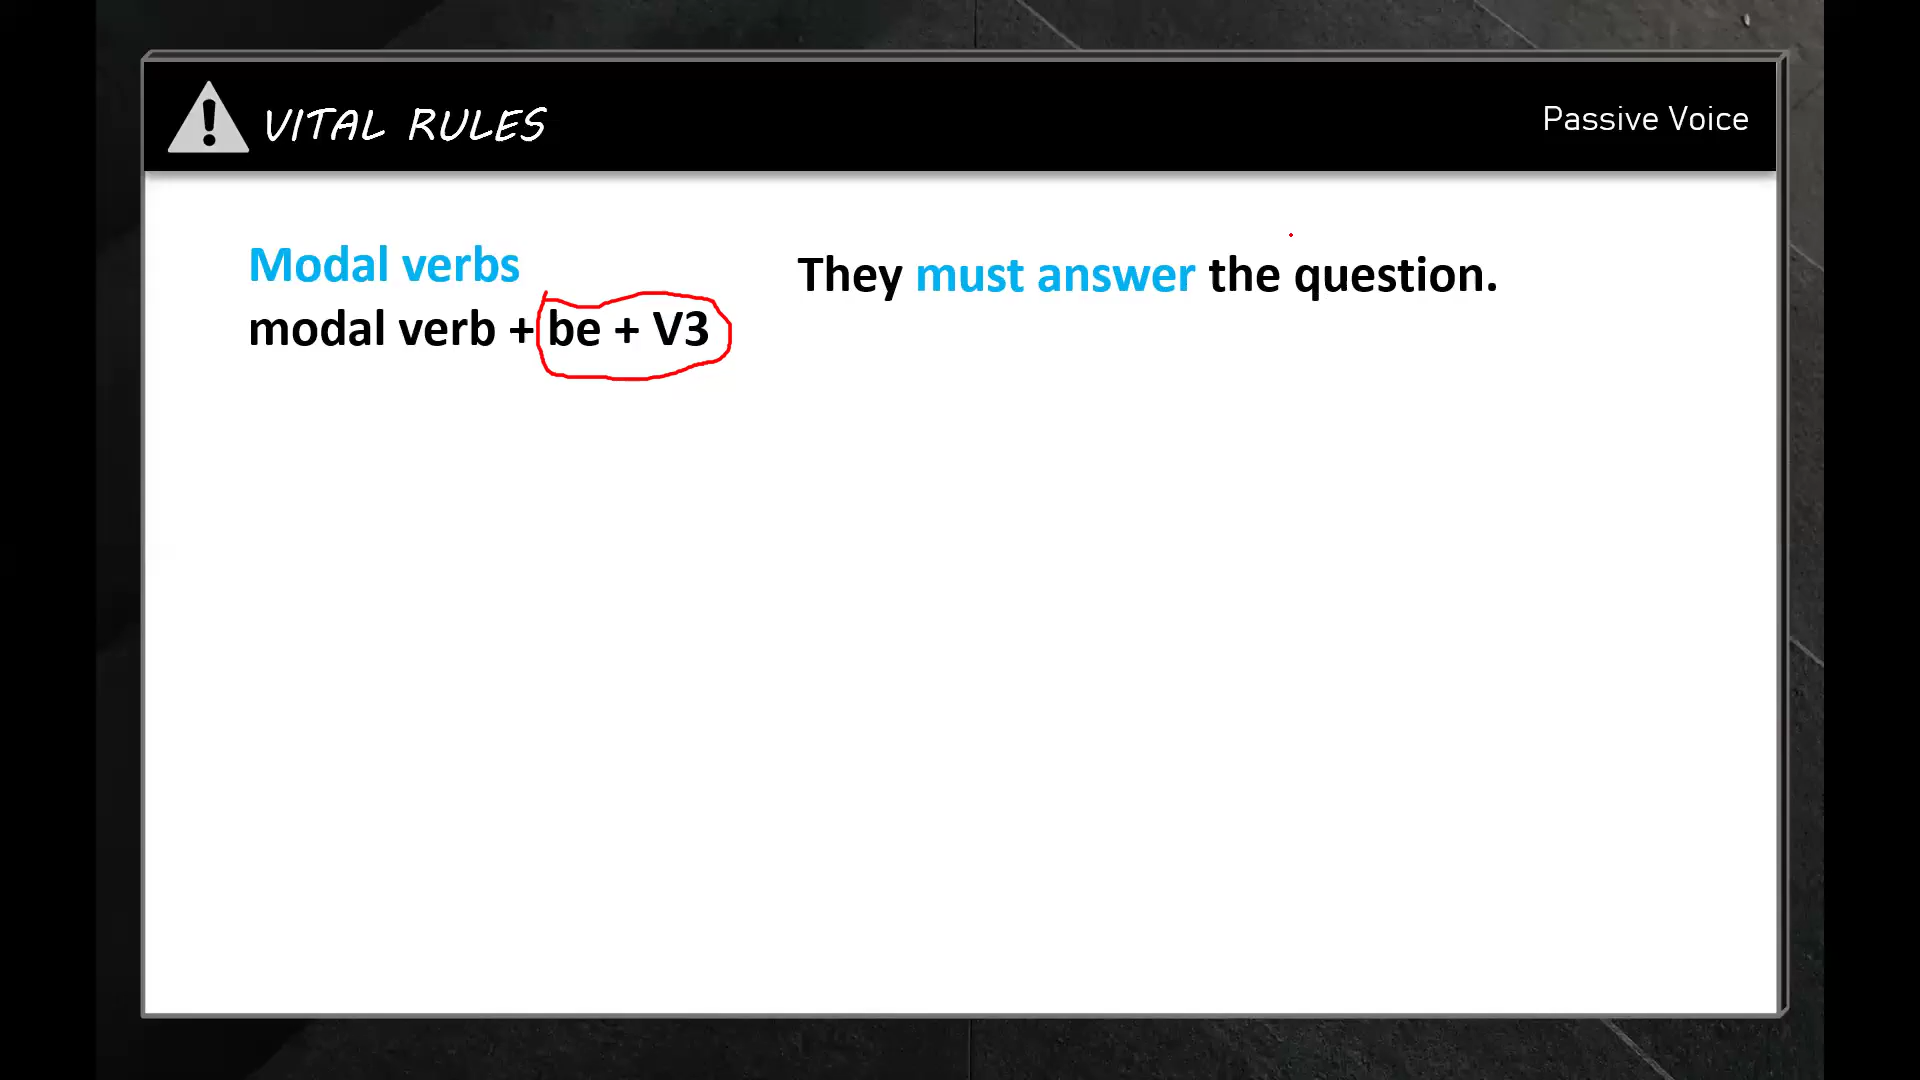 VITAL RULES
Passive Voice
Modal verbs
modal verb + be + V3
They must answer the question.